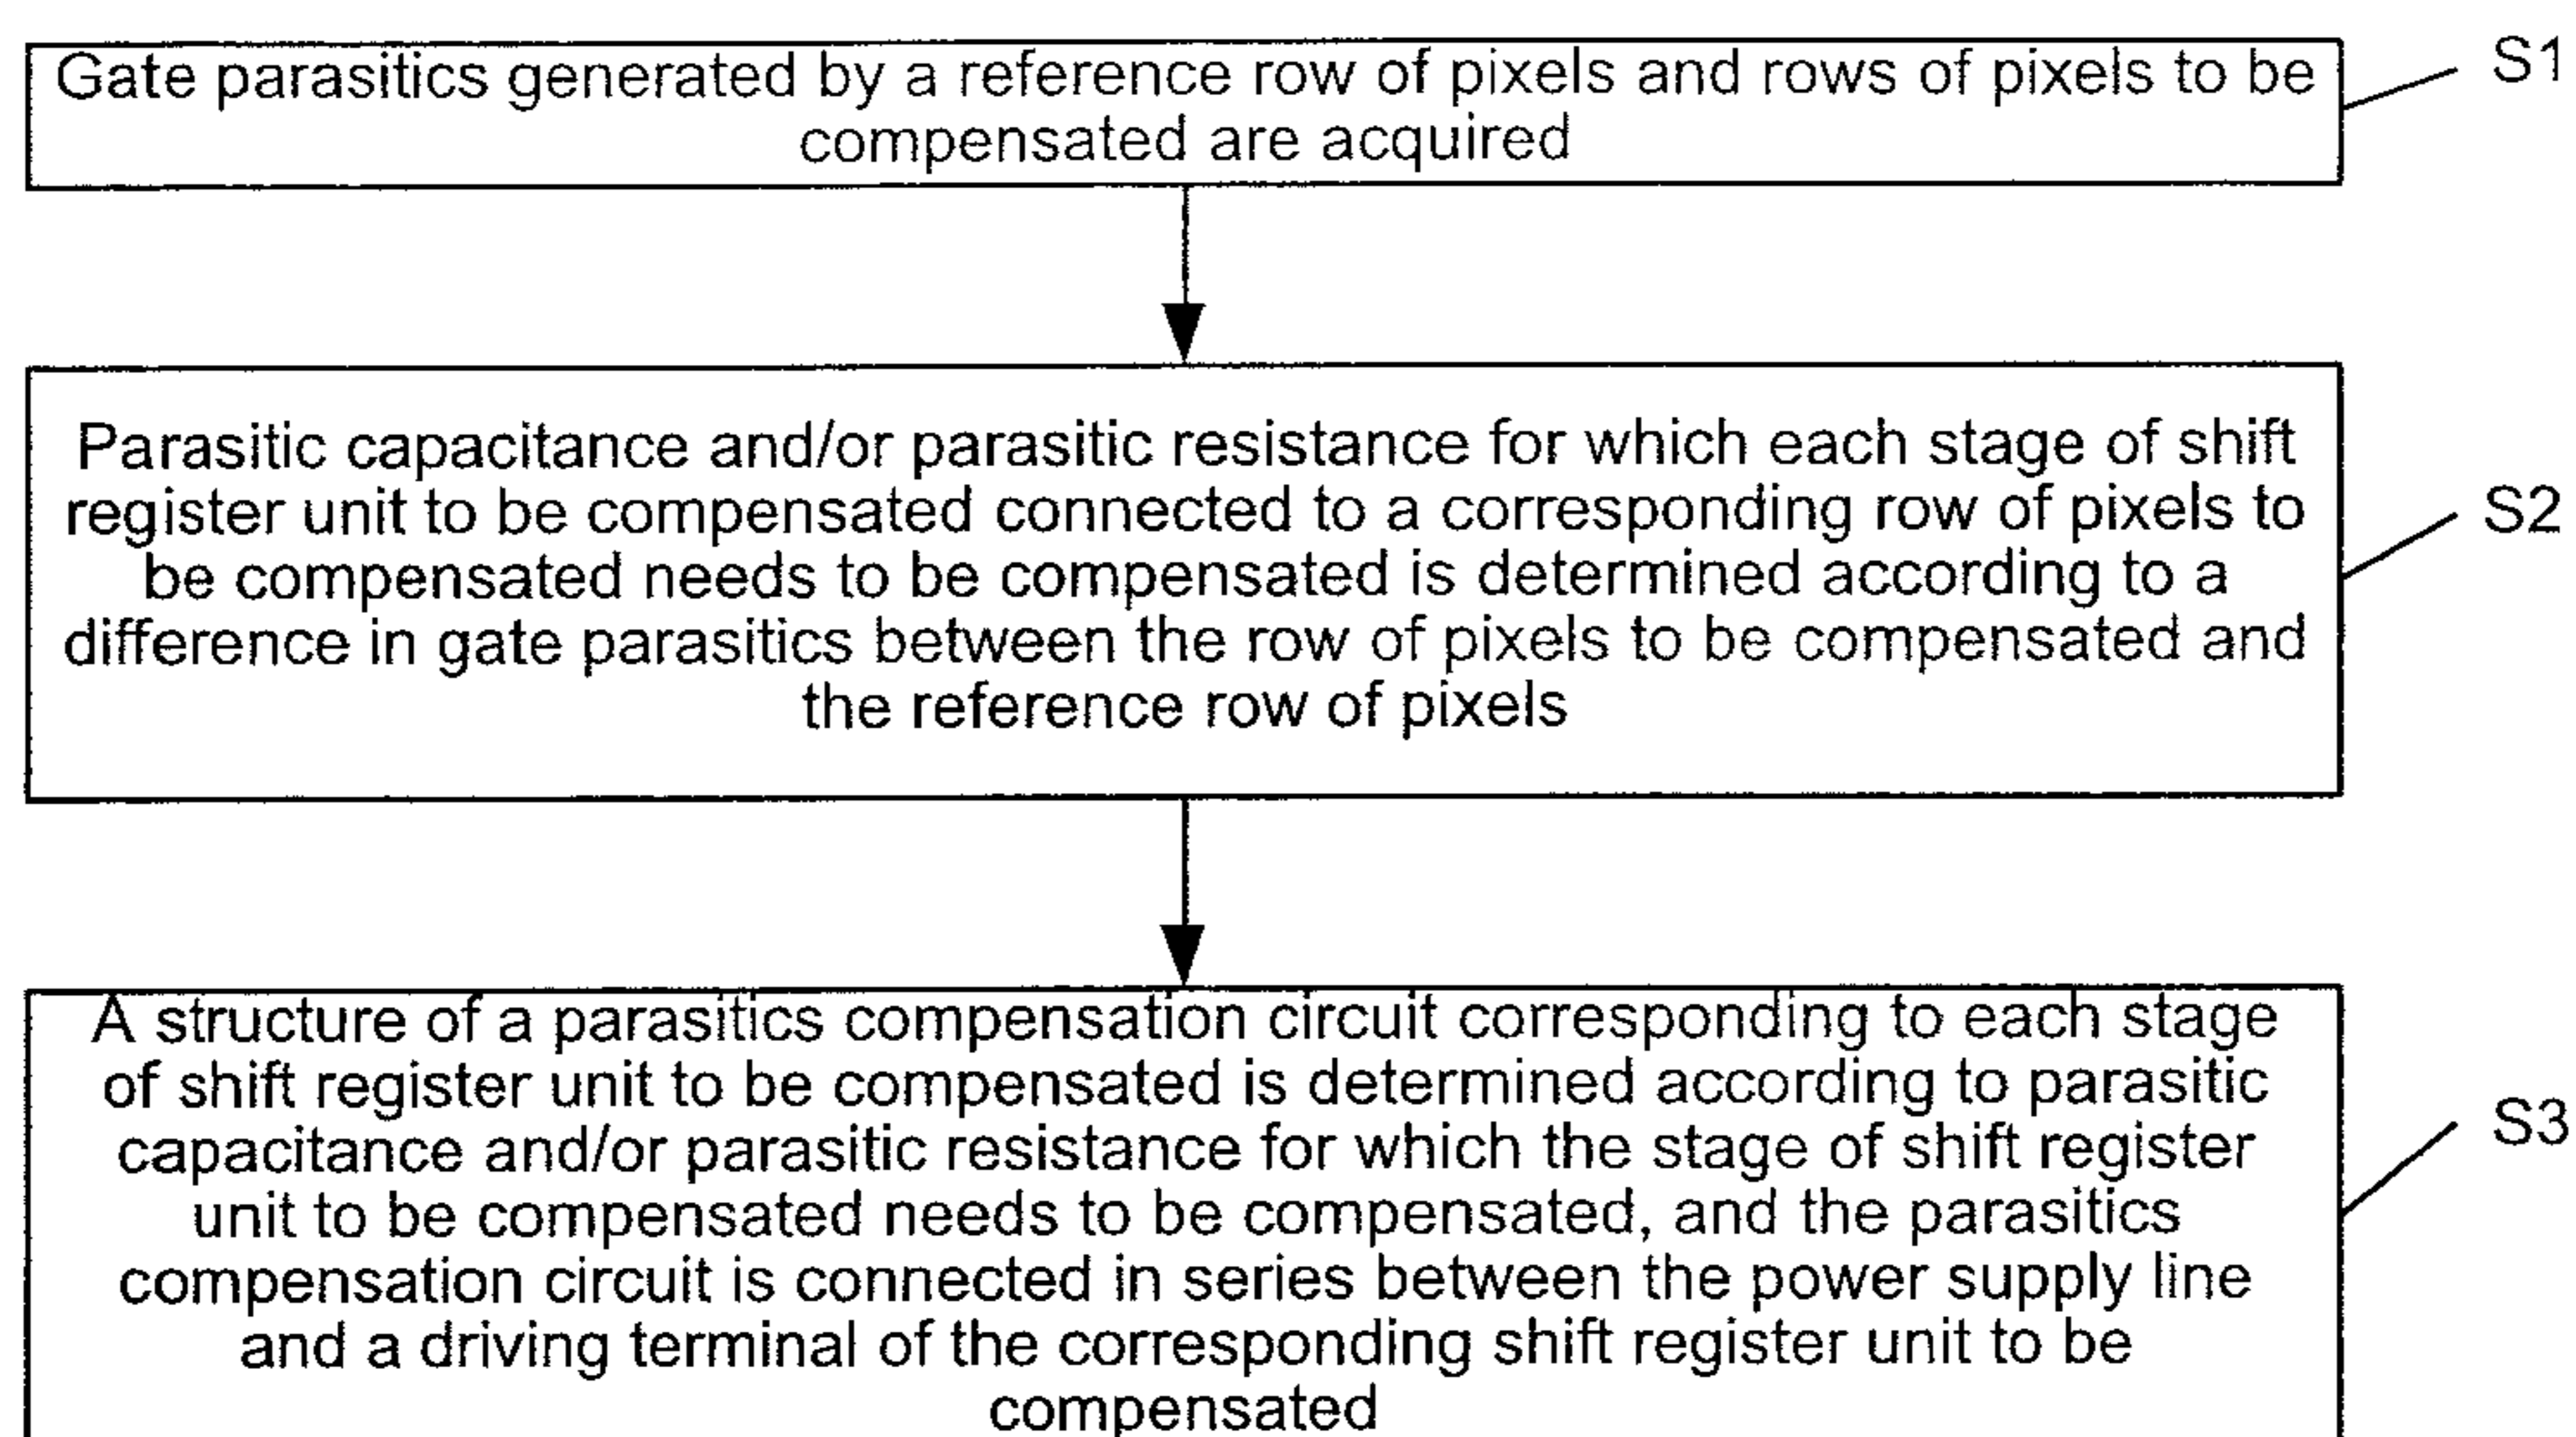 Gate parasitics generated by a reference row of pixels and rows of pixels to be
compensated are acquired
S1
Parasitic capacitance and/or parasitic resistance for which each stage of shift
register unit to be compensated connected to a corresponding row of pixels to
be compensated needs to be compensated is determined according to a
difference in gate parasitics between the row of pixels to be compensated and
the reference row of pixels
S2
A structure of a parasitics compensation circuit corresponding to each stage
of shift register unit to be compensated is determined according to parasitic
capacitance and/or parasitic resistance for which the stage of shift register
unit to be compensated needs to be compensated, and the parasitics
compensation circuit is connected in series between the power supply line
and a driving terminal of the corresponding shift register unit to be
compensated
S3